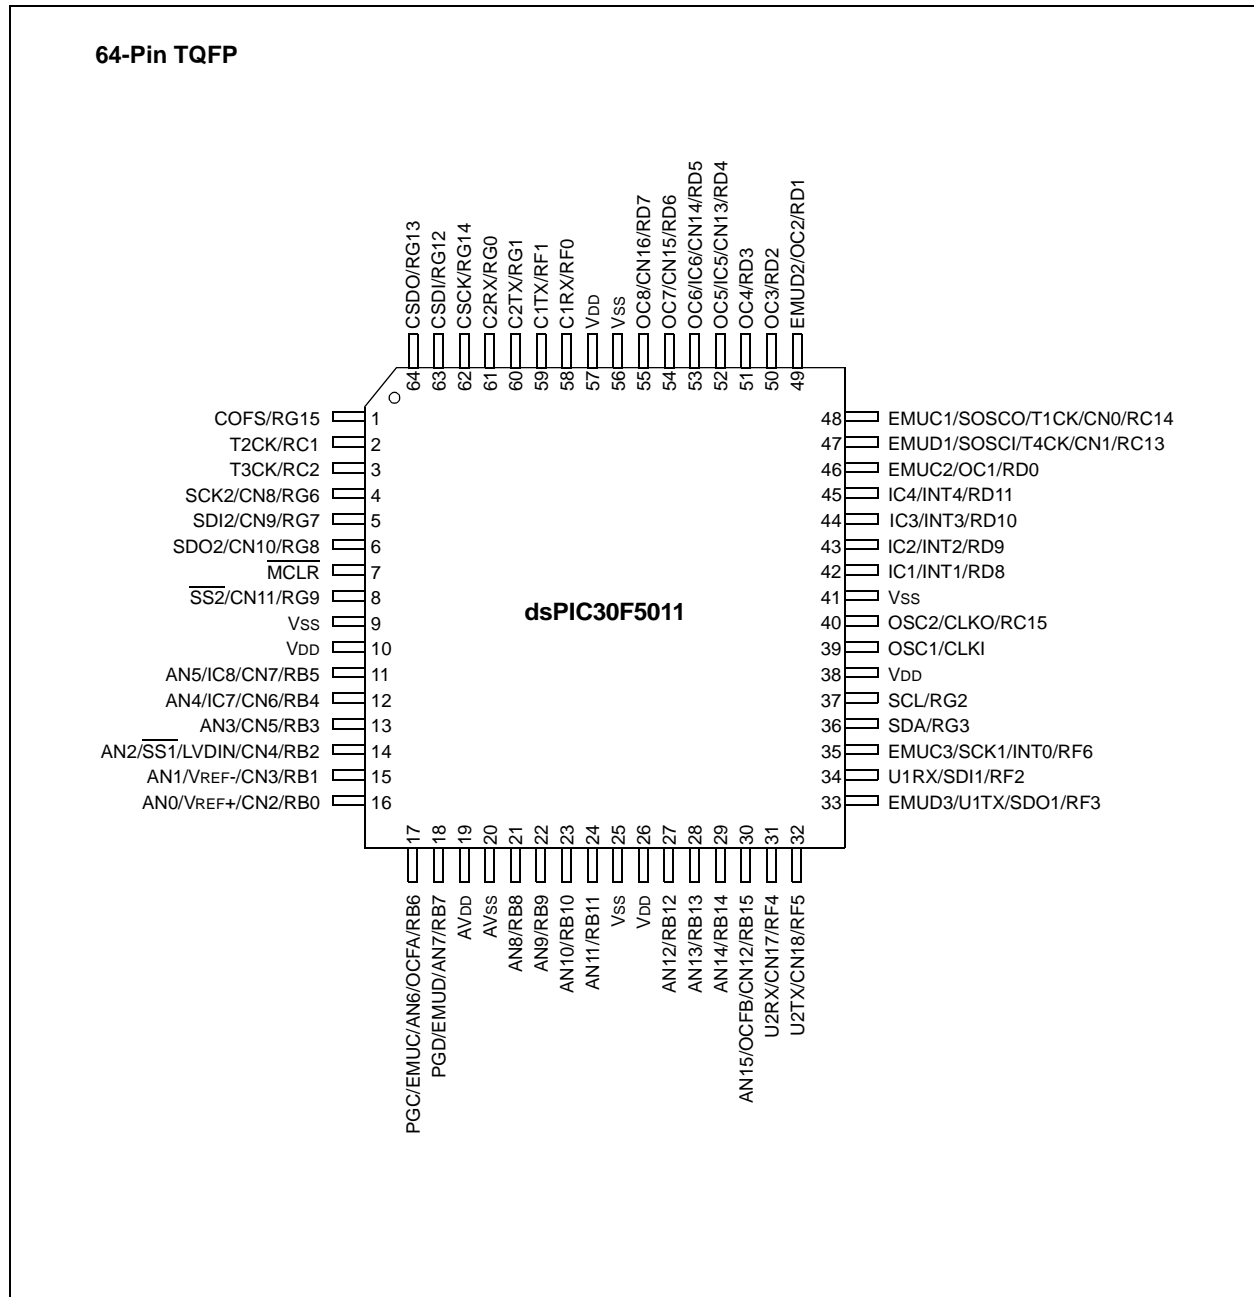 64-Pin TQFP
CSDO/RG13
CSDI/RG12
CSCK/RG14
C2RX/RG0
C2TX/RG1
C1TX/RF1
C1RX/RF0
VDD
VSS
OC8/CN16/RD7
OC7/CN15/RD6
OC6/IC6/CN14/RD5
OC5/IC5/CN13/RD4
OC4/RD3
OC3/RD2
EMUD2/OC2/RD1
64
63
62
61
60
59
58
57
56
55
54
53
52
51
50
49
COFS/RG15 1
T2CK/RC1 2
T3CK/RC2 3
SCK2/CN8/RG6 4
SDI2/CN9/RG7 5
SDO2/CN10/RG8 6
MCLR 7
SS2/CN11/RG9 8
VSS 9
VDD 10
AN5/IC8/CN7/RB5 11
AN4/IC7/CN6/RB4 12
AN3/CN5/RB3 13
AN2/SS1/LVDIN/CN4/RB2 14
AN1/VREF-/CN3/RB1 15
AN0/VREF+/CN2/RB0 16
dsPIC30F5011
48 EMUC1/SOSCO/T1CK/CN0/RC14
47 EMUD1/SOSCI/T4CK/CN1/RC13
46 EMUC2/OC1/RD0
45 IC4/INT4/RD11
44 IC3/INT3/RD10
43 IC2/INT2/RD9
42 IC1/INT1/RD8
41 VSS
40 OSC2/CLKO/RC15
39 OSC1/CLKI
38 VDD
37 SCL/RG2
36 SDA/RG3
35 EMUC3/SCK1/INT0/RF6
34 U1RX/SDI1/RF2
33 EMUD3/U1TX/SDO1/RF3
17
18
19
20
21
22
23
24
25
26
27
28
29
30
31
32
PGC/EMUC/AN6/OCFA/RB6
PGD/EMUD/AN7/RB7
AVDD
AVSS
AN8/RB8
AN9/RB9
AN10/RB10
AN11/RB11
VSS
VDD
AN12/RB12
AN13/RB13
AN14/RB14
AN15/OCFB/CN12/RB15
U2RX/CN17/RF4
U2TX/CN18/RF5